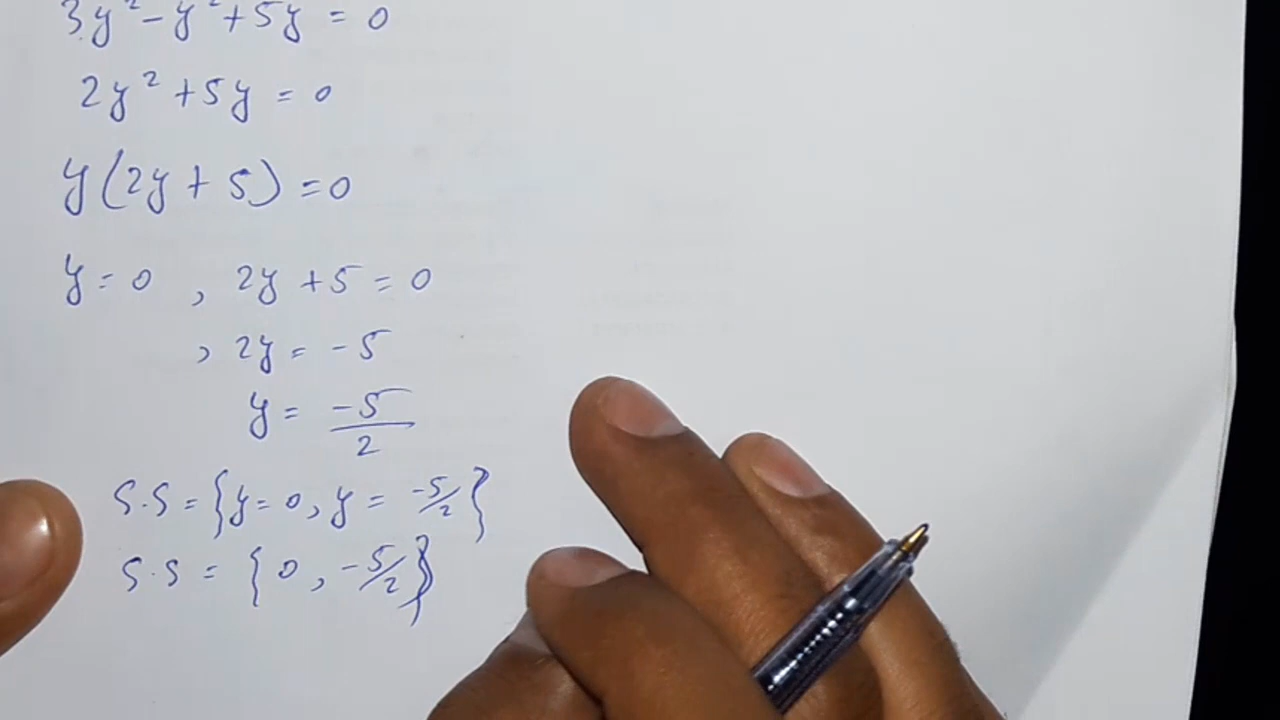 3y² - y² + 5y = 0
2y² + 5y = 0
y(2y + 5) = 0
y = 0 , 2y + 5 = 0
, 2y = -5
y = -5/2
S.S = {y = 0, y = -5/2}
S.S = {0, -5/2}